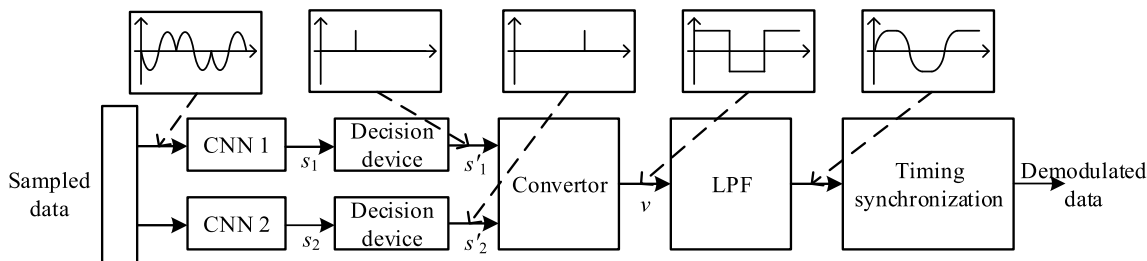 Sampled
data
CNN 1
s1
Decision
device
s′1
CNN 2
s2
Decision
device
s′2
Convertor
v
LPF
Timing
synchronization
Demodulated
data